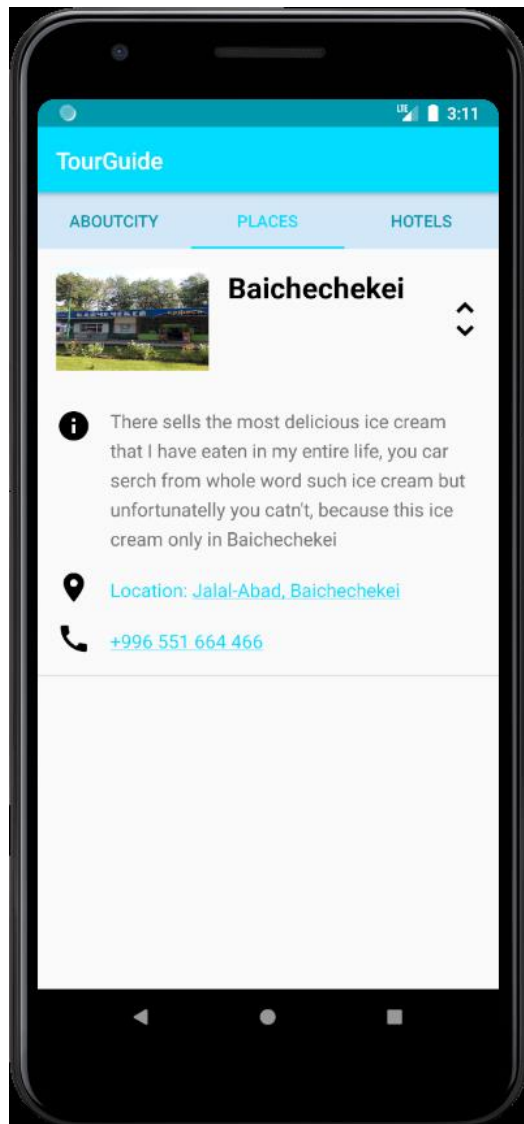 LTE 3:11
TourGuide
ABOUTCITY PLACES HOTELS
Baichechekei
There sells the most delicious ice cream
that I have eaten in my entire life, you car
serch from whole word such ice cream but
unfortunatelly you catn't, because this ice
cream only in Baichechekei
Location: Jalal-Abad, Baichechekei
+996 551 664 466